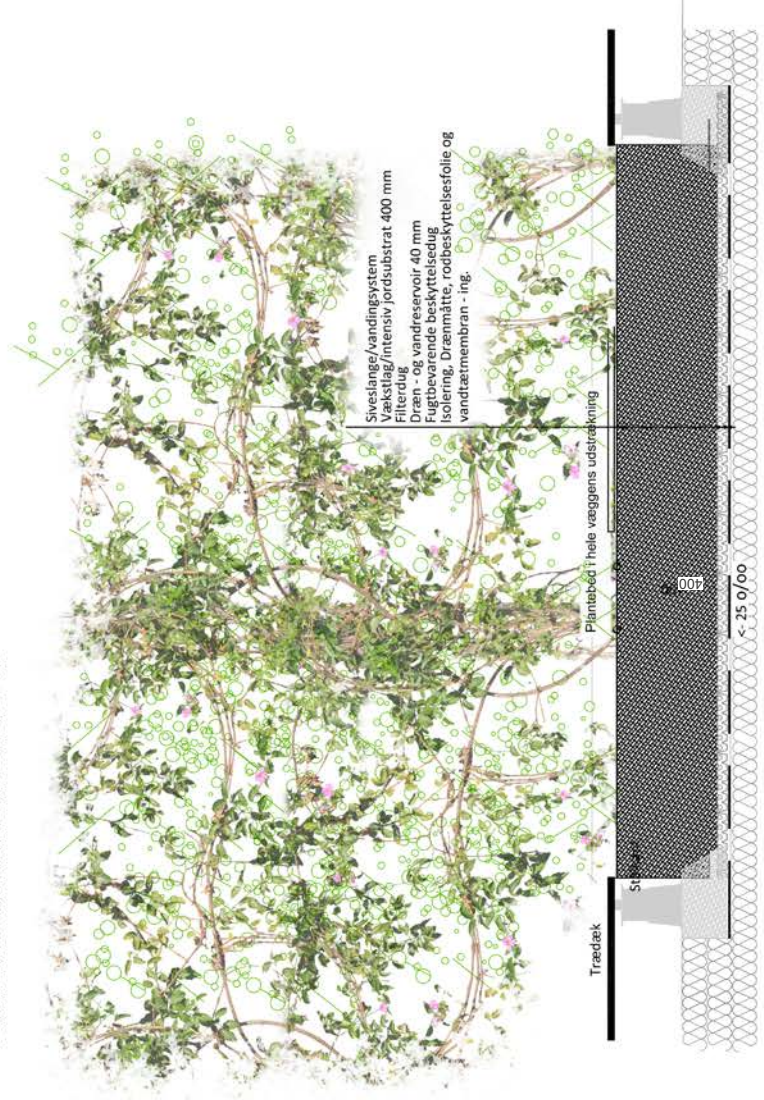 Siveslange/vandingsystem
Vækstlag/intensiv jordsubstrat 400 mm
Filterdug
Dræn - og vandreservoir 40 mm
Fugtbevarende beskyttelsedug
Isolering, Drænmåtte, rodbeskyttelsesfolie og
vandtætmembran - ing.
Plantebed i hele væggens udstrækning
Trædæk
400
<- 25 o/oo